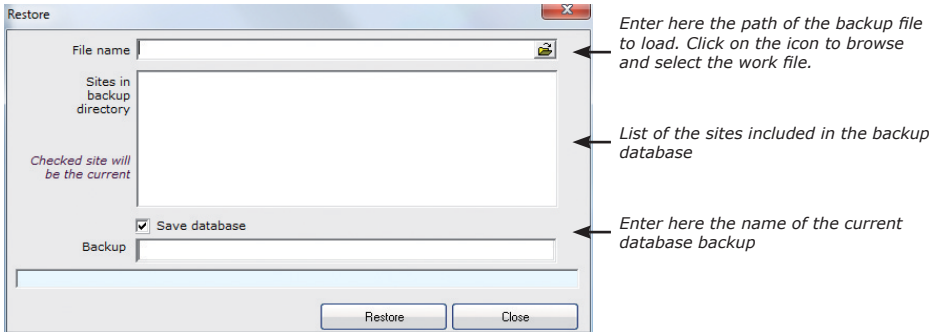 Restore
File name
Enter here the path of the backup file
to load. Click on the icon to browse
and select the work file.
Sites in
backup
directory
List of the sites included in the backup
database
Checked site will
be the current
Save database
Enter here the name of the current
database backup
Backup
Restore
Close